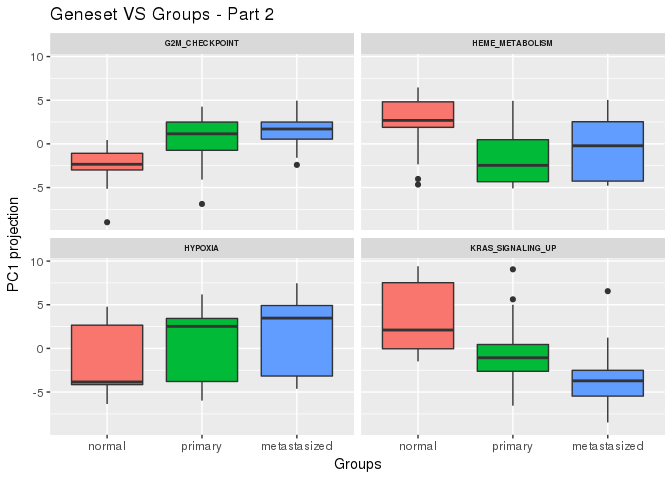 Geneset VS Groups - Part 2
G2M_CHECKPOINT HEME_METABOLISM
10
5
0
-5
HYPOXIA KRAS_SIGNALING_UP
10
5
0
-5
PC1 projection
normal primary metastasized normal primary metastasized
Groups